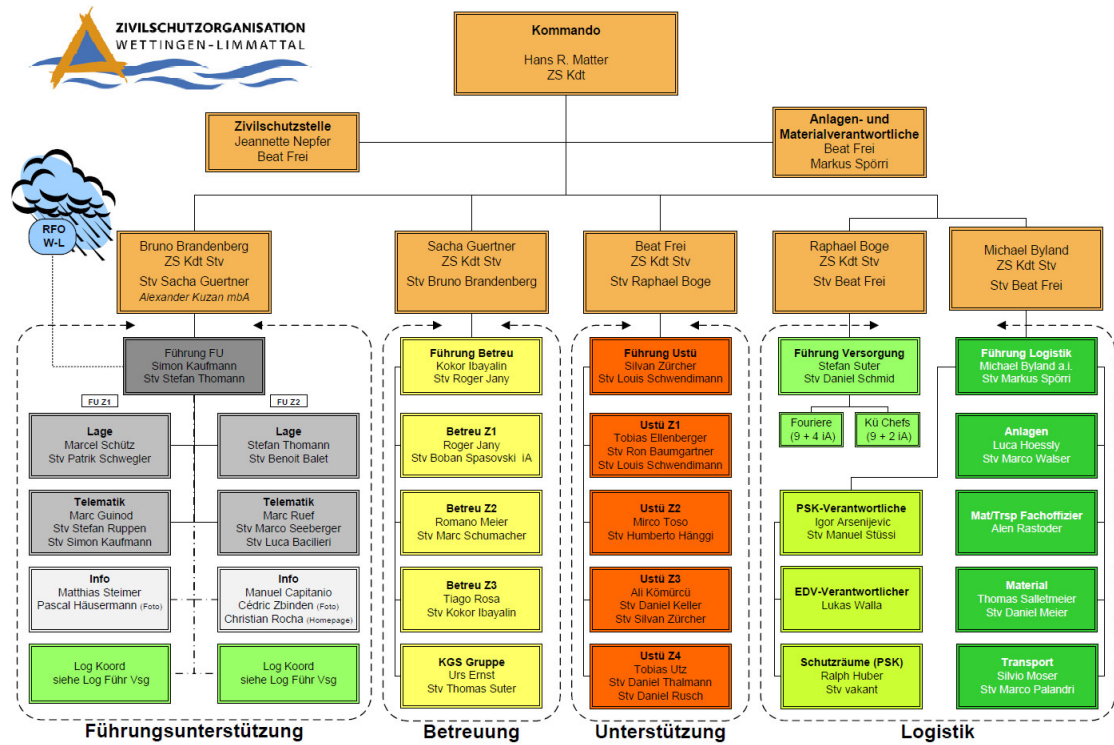 ZIVILSCHUTZORGANISATION
WETTINGEN-LIMMATTAL
Kommando
Hans R. Matter
ZS Kdt
Zivilschutzstelle
Jeannette Nepfer
Beat Frei
Anlagen- und
Materialverantwortliche
Beat Frei
Markus Spörri
RFO
W-L
Bruno Brandenberg
ZS Kdt Stv
Stv Sacha Guertner
Alexander Kuzan mbA
Sacha Guertner
ZS Kdt Stv
Stv Bruno Brandenberg
Beat Frei
ZS Kdt Stv
Stv Raphael Boge
Raphael Boge
ZS Kdt Stv
Stv Beat Frei
Michael Byland
ZS Kdt Stv
Stv Beat Frei
Führung FU
Simon Kaufmann
Stv Stefan Thomann
FU Z1
FU Z2
Lage
Marcel Schütz
Stv Patrik Schwegler
Lage
Stefan Thomann
Stv Benoit Balet
Telematik
Marc Guinod
Stv Stefan Ruppen
Stv Simon Kaufmann
Telematik
Marc Ruef
Stv Marco Seeberger
Stv Luca Bacilieri
Info
Matthias Steimer
Pascal Häusermann (Foto)
Info
Manuel Capitanio
Cédric Zbinden (Foto)
Christian Rocha (Homepage)
Log Koord
siehe Log Führ Vsg
Log Koord
siehe Log Führ Vsg
Führungsunterstützung
Führung Betreu
Kokor Ibayalin
Stv Roger Jany
Betreu Z1
Roger Jany
Stv Boban Spasovski iA
Betreu Z2
Romano Meier
Stv Marc Schumacher
Betreu Z3
Tiago Rosa
Stv Kokor Ibayalin
KGS Gruppe
Urs Ernst
Stv Thomas Suter
Betreuung
Führung Ustü
Silvan Zürcher
Stv Louis Schwendimann
Ustü Z1
Tobias Ellenberger
Stv Ron Baumgartner
Stv Louis Schwendimann
Ustü Z2
Mirco Toso
Stv Humberto Hänggi
Ustü Z3
Ali Kömürcü
Stv Daniel Keller
Stv Silvan Zürcher
Ustü Z4
Tobias Utz
Stv Daniel Thalmann
Stv Daniel Rusch
Unterstützung
Führung Versorgung
Stefan Suter
Stv Daniel Schmid
Fouriere
(9 + 4 iA)
Kü Chefs
(9 + 2 iA)
PSK-Verantwortliche
Igor Arsenijevic
Stv Manuel Stüssi
EDV-Verantwortlicher
Lukas Walla
Schutzräume (PSK)
Ralph Huber
Stv vakant
Führung Logistik
Michael Byland a.i.
Stv Markus Spörri
Anlagen
Luca Hoessly
Stv Marco Walser
Mat/Trsp Fachoffizier
Alen Rastoder
Material
Thomas Salletmeier
Stv Daniel Meier
Transport
Silvio Moser
Stv Marco Palandri
Logistik